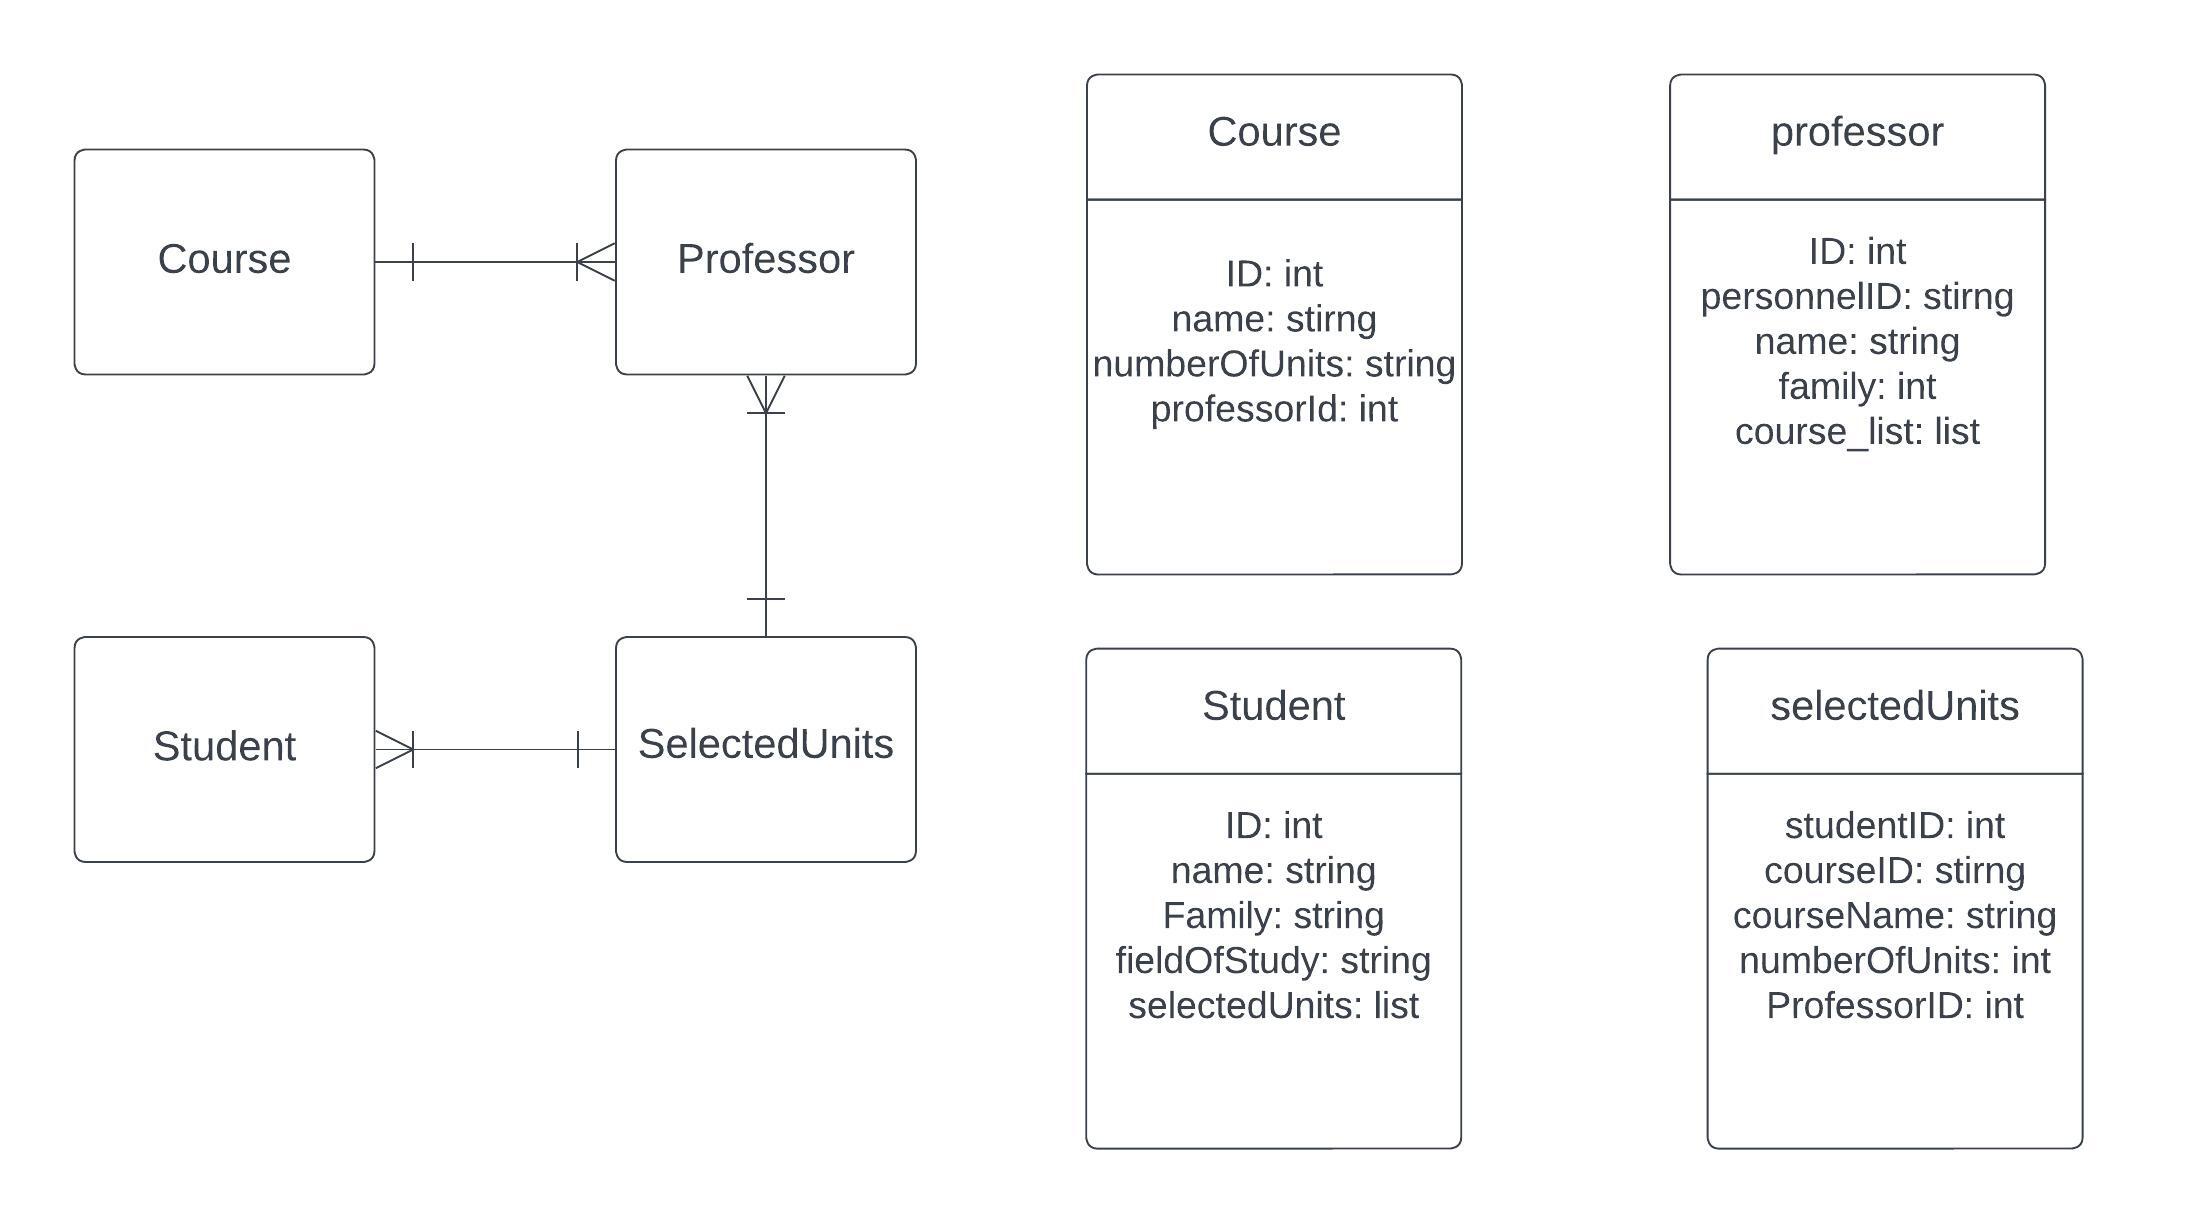 Course
Professor
Student
SelectedUnits
Course
ID: int
name: stirng
numberOfUnits: string
professorId: int
professor
ID: int
personnelID: stirng
name: string
family: int
course_list: list
Student
ID: int
name: string
Family: string
fieldOfStudy: string
selectedUnits: list
selectedUnits
studentID: int
courseID: stirng
courseName: string
numberOfUnits: int
ProfessorID: int